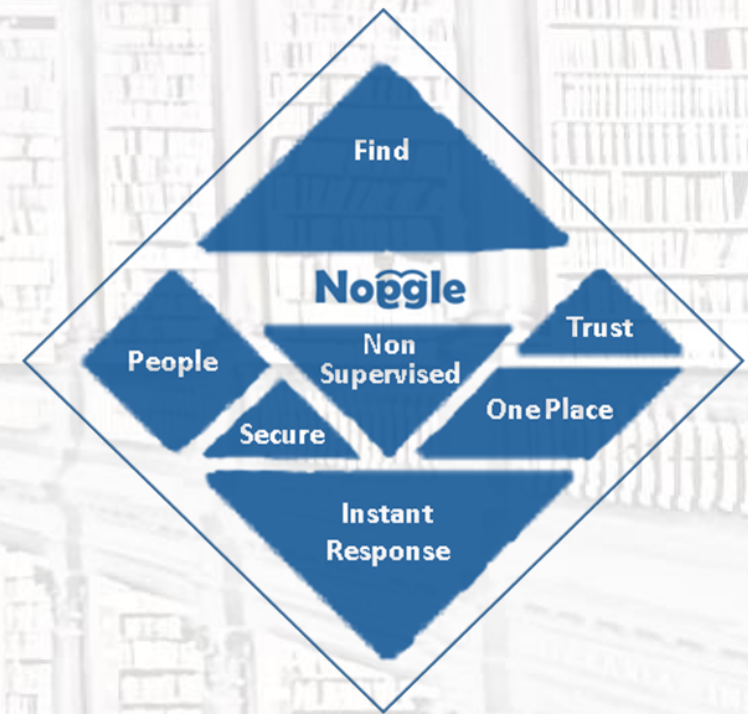 Find
Noggle
People
Non
Supervised
Trust
Secure
One Place
Instant
Response